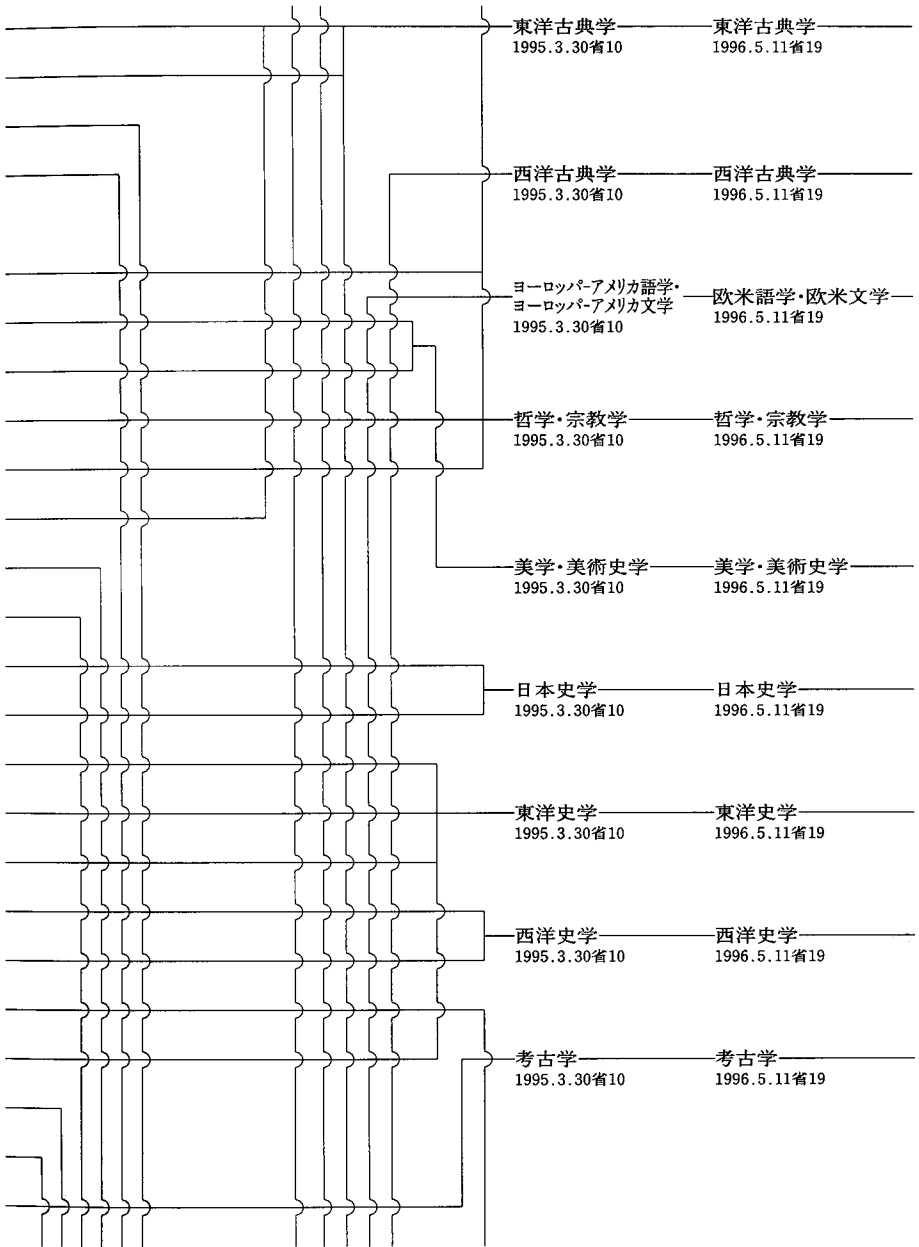 東洋古典学 東洋古典学
1995.3.30省10 1996.5.11省19
西洋古典学 西洋古典学
1995.3.30省10 1996.5.11省19
ヨーロッパ-アメリカ語学・
ヨーロッパ-アメリカ文学
1995.3.30省10
欧米語学・欧米文学
1996.5.11省19
哲学・宗教学 哲学・宗教学
1995.3.30省10 1996.5.11省19
美学・美術史学 美学・美術史学
1995.3.30省10 1996.5.11省19
日本史学 日本史学
1995.3.30省10 1996.5.11省19
東洋史学 東洋史学
1995.3.30省10 1996.5.11省19
西洋史学 西洋史学
1995.3.30省10 1996.5.11省19
考古学 考古学
1995.3.30省10 1996.5.11省19